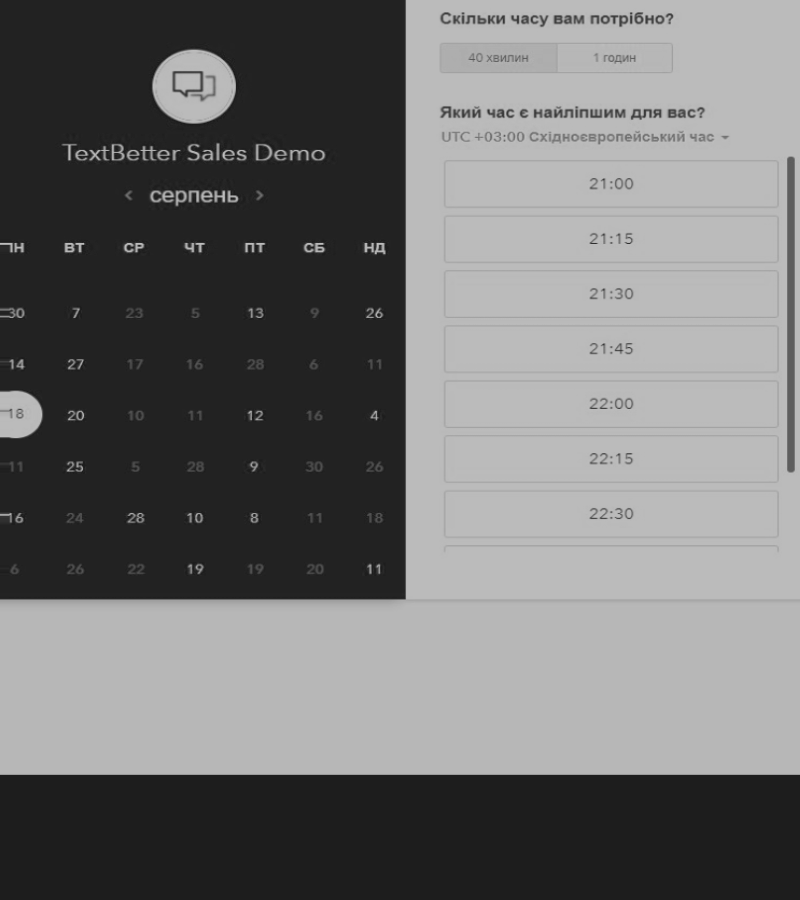 TextBetter Sales Demo
< серпень >
ПН ВТ СР ЧТ ПТ СБ НД
30 7 23 5 13 9 26
14 27 17 16 28 6 11
18 20 10 11 12 16 4
11 25 5 28 9 30 26
16 24 28 10 8 11 18
6 26 22 19 19 20 11
Скільки часу вам потрібно?
40 хвилин 1 годин
Який час є найліпшим для вас?
UTC +03:00 Східноєвропейський час
21:00
21:15
21:30
21:45
22:00
22:15
22:30